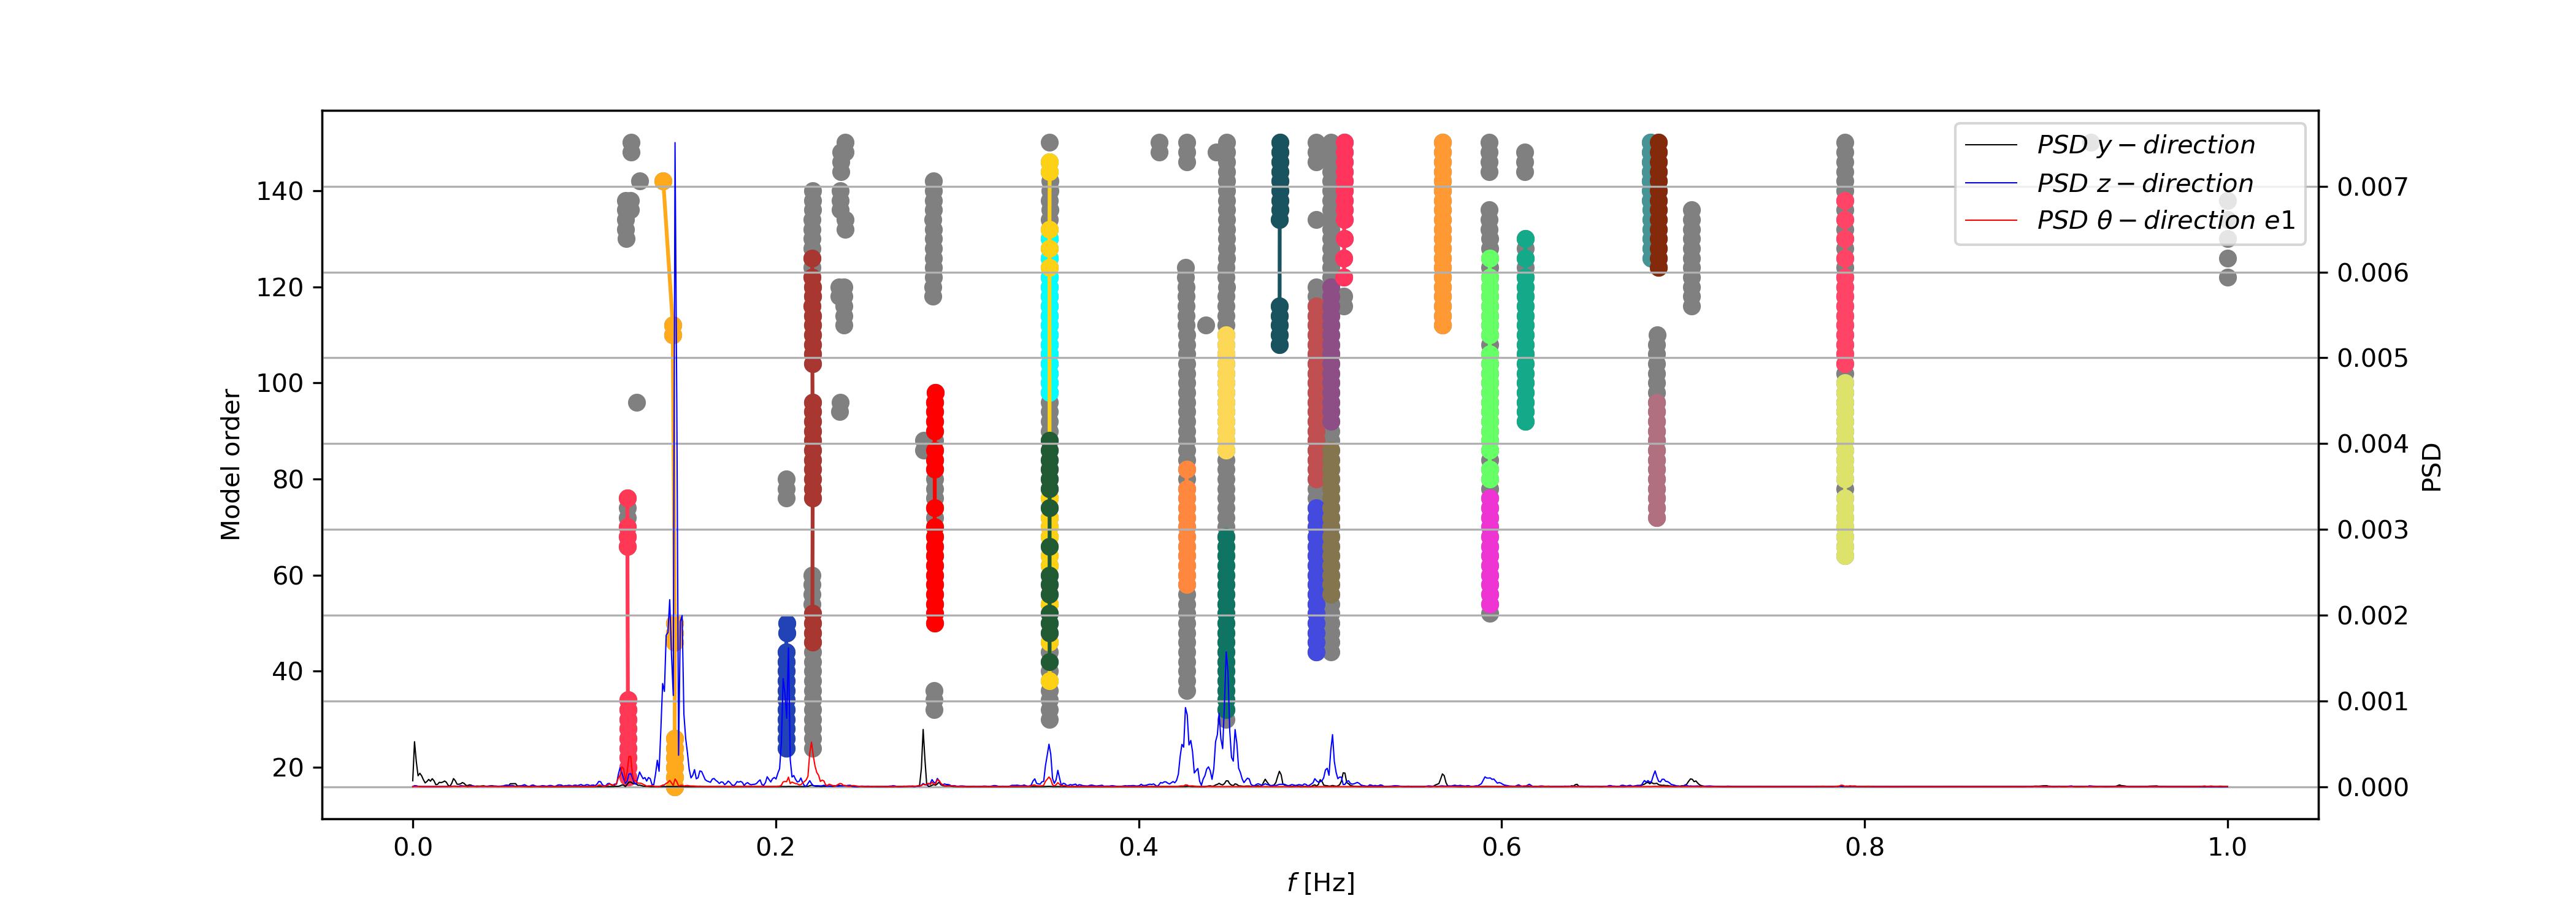 PSD y − direction
PSD z − direction
PSD θ − direction e1
140
120
100
80
60
40
20
Model order
0.007
0.006
0.005
0.004
0.003
0.002
0.001
0.000
PSD
0.0 0.2 0.4 0.6 0.8 1.0
f [Hz]